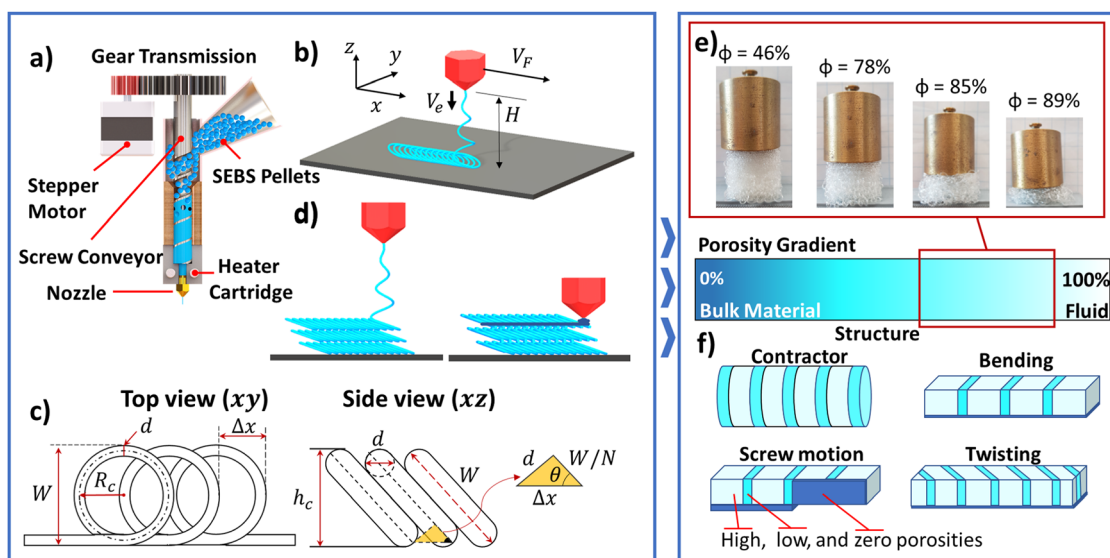 a)
Gear Transmission
Stepper
Motor
SEBS Pellets
Screw Conveyor
Heater
Cartridge
Nozzle
b)
z
y
x
V_F
V_e
H
d)
c)
Top view (xy)
d
Δx
W
R_c
Side view (xz)
d
W
h_c
d
W/N
θ
Δx
e)
ϕ = 46%
ϕ = 78%
ϕ = 85%
ϕ = 89%
Porosity Gradient
0%
100%
Bulk Material
Fluid
Structure
f)
Contractor
Bending
Screw motion
Twisting
High, low, and zero porosities